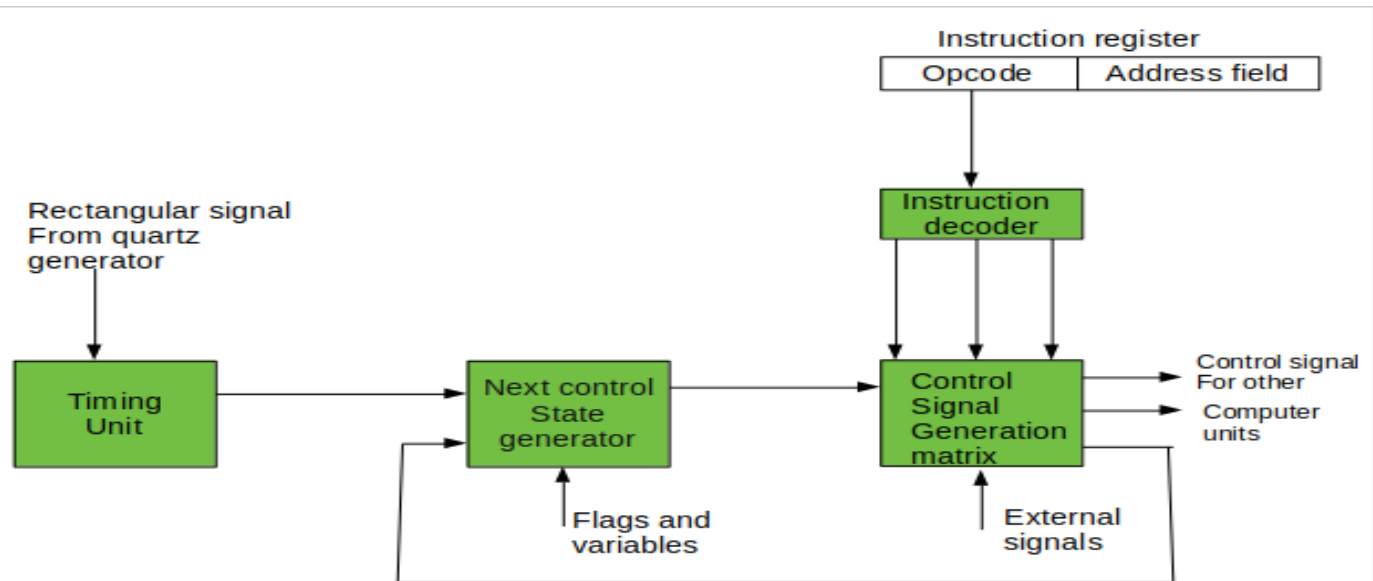 Instruction register
Opcode
Address field
Rectangular signal
From quartz
generator
Instruction
decoder
Timing
Unit
Next control
State
generator
Control
Signal
Generation
matrix
Control signal
For other
Computer
units
Flags and
variables
External
signals